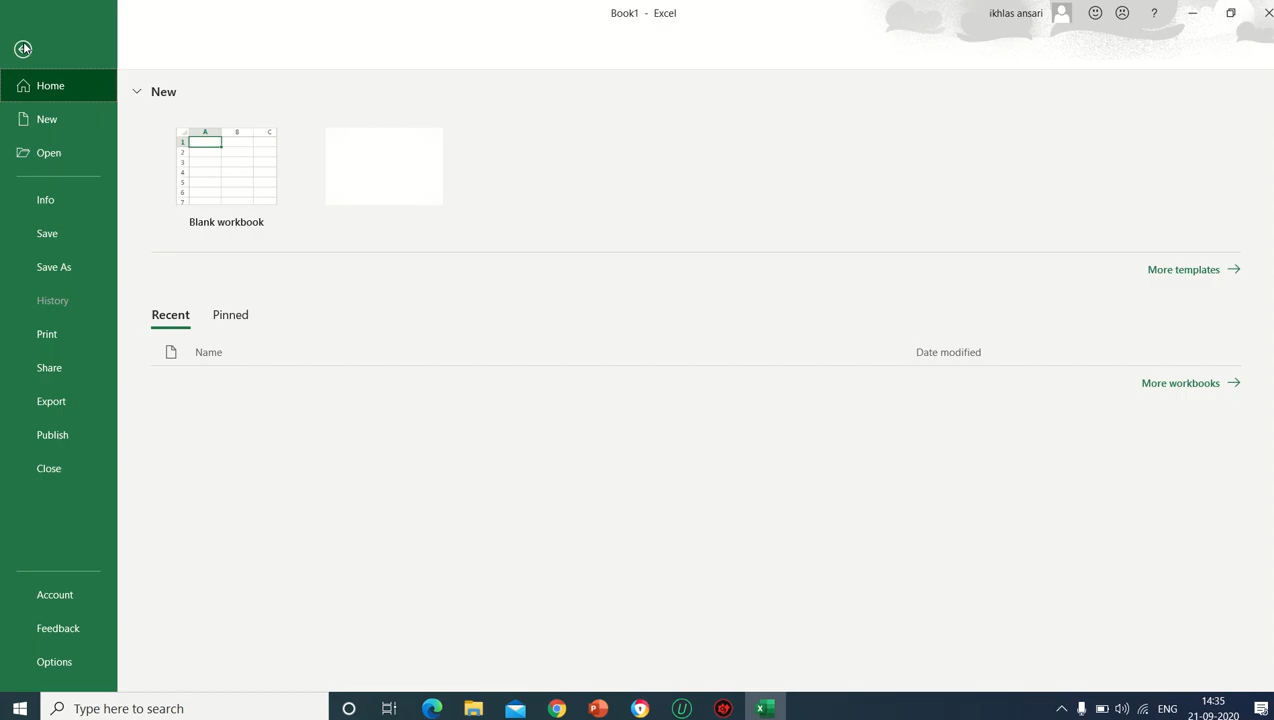 Book1 - Excel
ikhlas ansari
?
Home
New
Open
Info
Save
Save As
History
Print
Share
Export
Publish
Close
Account
Feedback
Options
New
A B C
1
2
3
4
5
6
7
Blank workbook
More templates
Recent Pinned
Name Date modified
More workbooks
Type here to search
ENG
14:35
21-09-2020